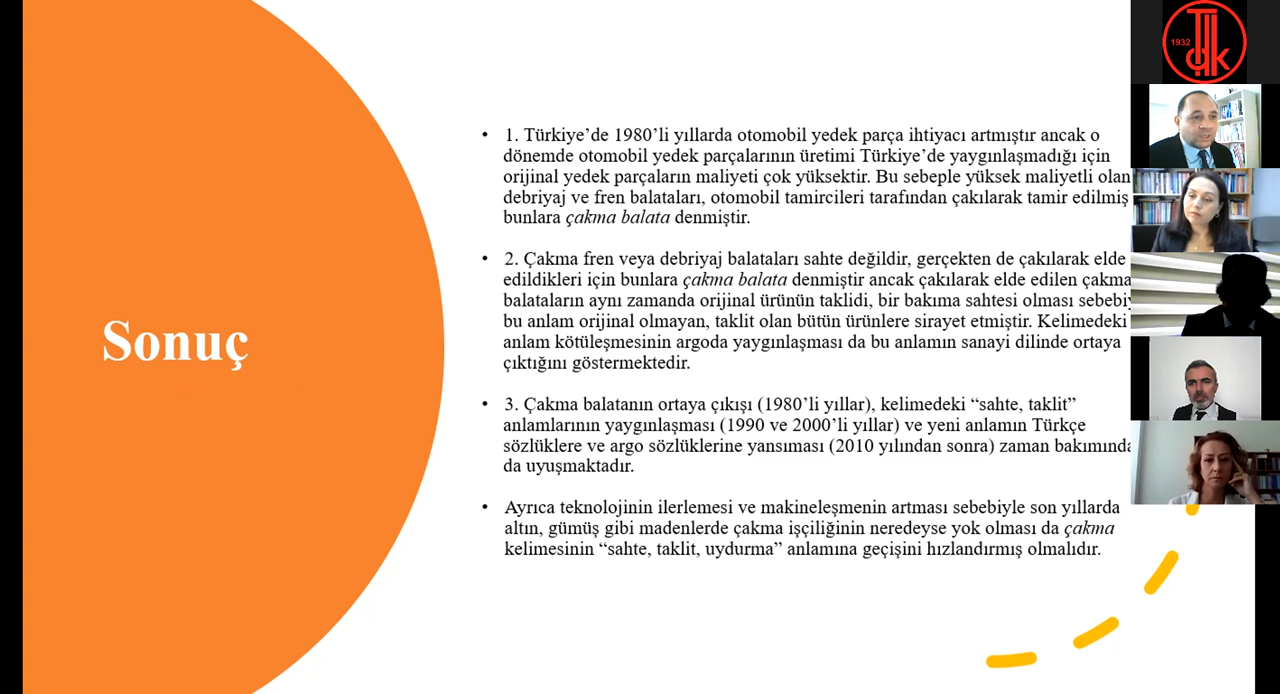 Sonuç
• 1. Türkiye’de 1980’li yıllarda otomobil yedek parça ihtiyacı artmıştır ancak o
dönemde otomobil yedek parçalarının üretimi Türkiye’de yaygınlaşmadığı için
orijinal yedek parçaların maliyeti çok yüksektir. Bu sebeple yüksek maliyetli olan
debriyaj ve fren balataları, otomobil tamircileri tarafından çakılarak tamir edilmiş
bunlara çakma balata denmiştir.
• 2. Çakma fren veya debriyaj balataları sahte değildir, gerçekten de çakılarak elde
edildikleri için bunlara çakma balata denmiştir ancak çakılarak elde edilen çakma
balataların aynı zamanda orijinal ürünün taklidi, bir bakıma sahtesi olması
bu anlam orijinal olmayan, taklit olan bütün ürünlere sirayet etmiştir. Kelimedeki
anlam kötüleşmesinin argoda yaygınlaşması da bu anlamın sanayi dilinde ortaya
çıktığını göstermektedir.
• 3. Çakma balatanın ortaya çıkışı (1980’li yıllar), kelimedeki “sahte, taklit”
anlamlarının yaygınlaşması (1990 ve 2000’li yıllar) ve yeni anlamın Türkçe
sözlüklere ve argo sözlüklerine yansıması (2010 yılından sonra) zaman
da uyuşmaktadır.
• Ayrıca teknolojinin ilerlemesi ve makineleşmenin artması sebebiyle son yıllarda
altın, gümüş gibi madenlerde çakma işçiliğinin neredeyse yok olması da çakma
kelimesinin “sahte, taklit, uydurma” anlamına geçişini hızlandırmış olmalıdır.
1932